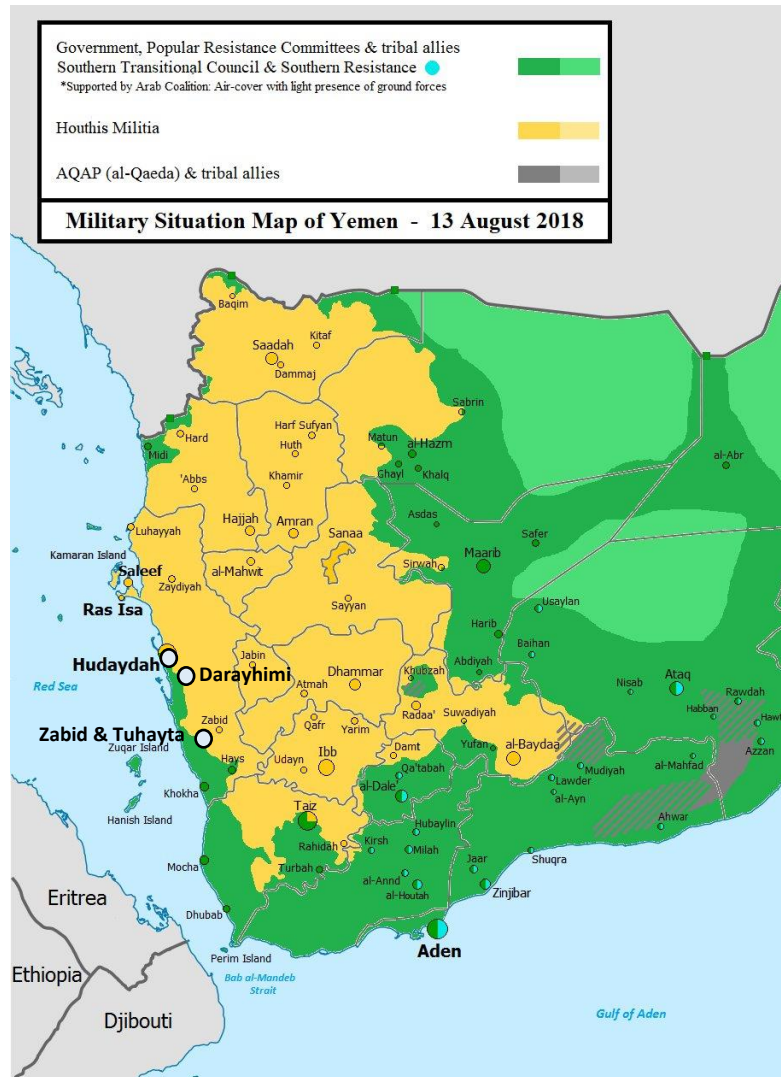 Government, Popular Resistance Committees & tribal allies
Southern Transitional Council & Southern Resistance
*Supported by Arab Coalition: Air-cover with light presence of ground forces
Houthis Militia
AQAP (al-Qaeda) & tribal allies
Military Situation Map of Yemen - 13 August 2018
Baqim
Kitaf
Saadah
Dammaj
Sabrin
Harf Sufyan
Hard
Matun
al-Hazm
Midi
Huth
Ghayl
Khalq
al-Abr
'Abbs
Khamir
Asdas
Hajjah
Amran
Sanaa
Luhayyah
Safer
Kamaran Island
Maarib
Saleef
al-Mahwit
Sirwah
Zaydiyah
Ras Isa
Sayyan
Usaylan
Harib
Hudaydah
Jabin
Baihan
Darayhimi
Khubzah
Abdiyah
Red Sea
Dhammar
Nisab
Ataq
Atmah
Rawdah
Radaa'
Habban
Zabid & Tuhayta
Zabid
Qafr
Yarim
Suwadiyah
Zuqar Island
Yufan
al-Baydaa
Azzan
Ibb
Damt
Hays
Udayn
Qa'tabah
Mudiyah
al-Mahfad
Khokha
al-Dale'
Lawder
al-Ayn
Hanish Island
Taiz
Hubaylin
Ahwar
Rahidah
Kirsh
Milah
Mocha
Turbah
Jaar
Shuqra
al-Annd
al-Houtah
Zinjibar
Eritrea
Dhubab
Aden
Perim Island
Ethiopia
Bab al-Mandeb
Strait
Djibouti
Gulf of Aden